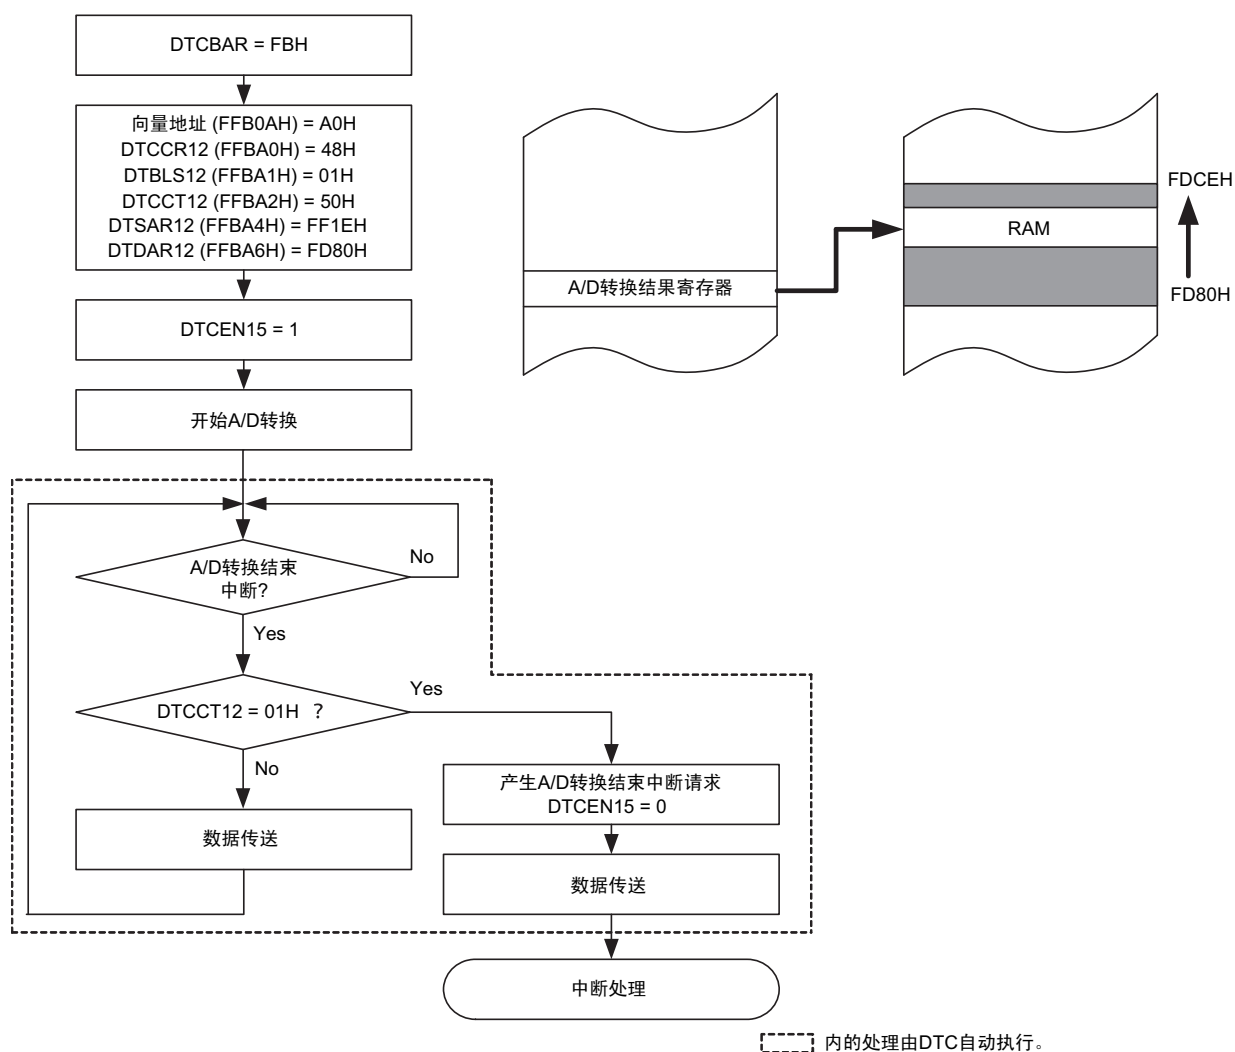 DTCBAR = FBH
向量地址 (FFB0AH) = A0H
DTCCR12 (FFBA0H) = 48H
DTBLS12 (FFBA1H) = 01H
DTCCT12 (FFBA2H) = 50H
DTSAR12 (FFBA4H) = FF1EH
DTDAR12 (FFBA6H) = FD80H
DTCEN15 = 1
开始A/D转换
A/D转换结束
中断?
No
Yes
DTCCT12 = 01H ?
Yes
No
数据传送
产生A/D转换结束中断请求
DTCEN15 = 0
数据传送
中断处理
A/D转换结果寄存器
RAM
FDCEH
FD80H
内的处理由DTC自动执行。